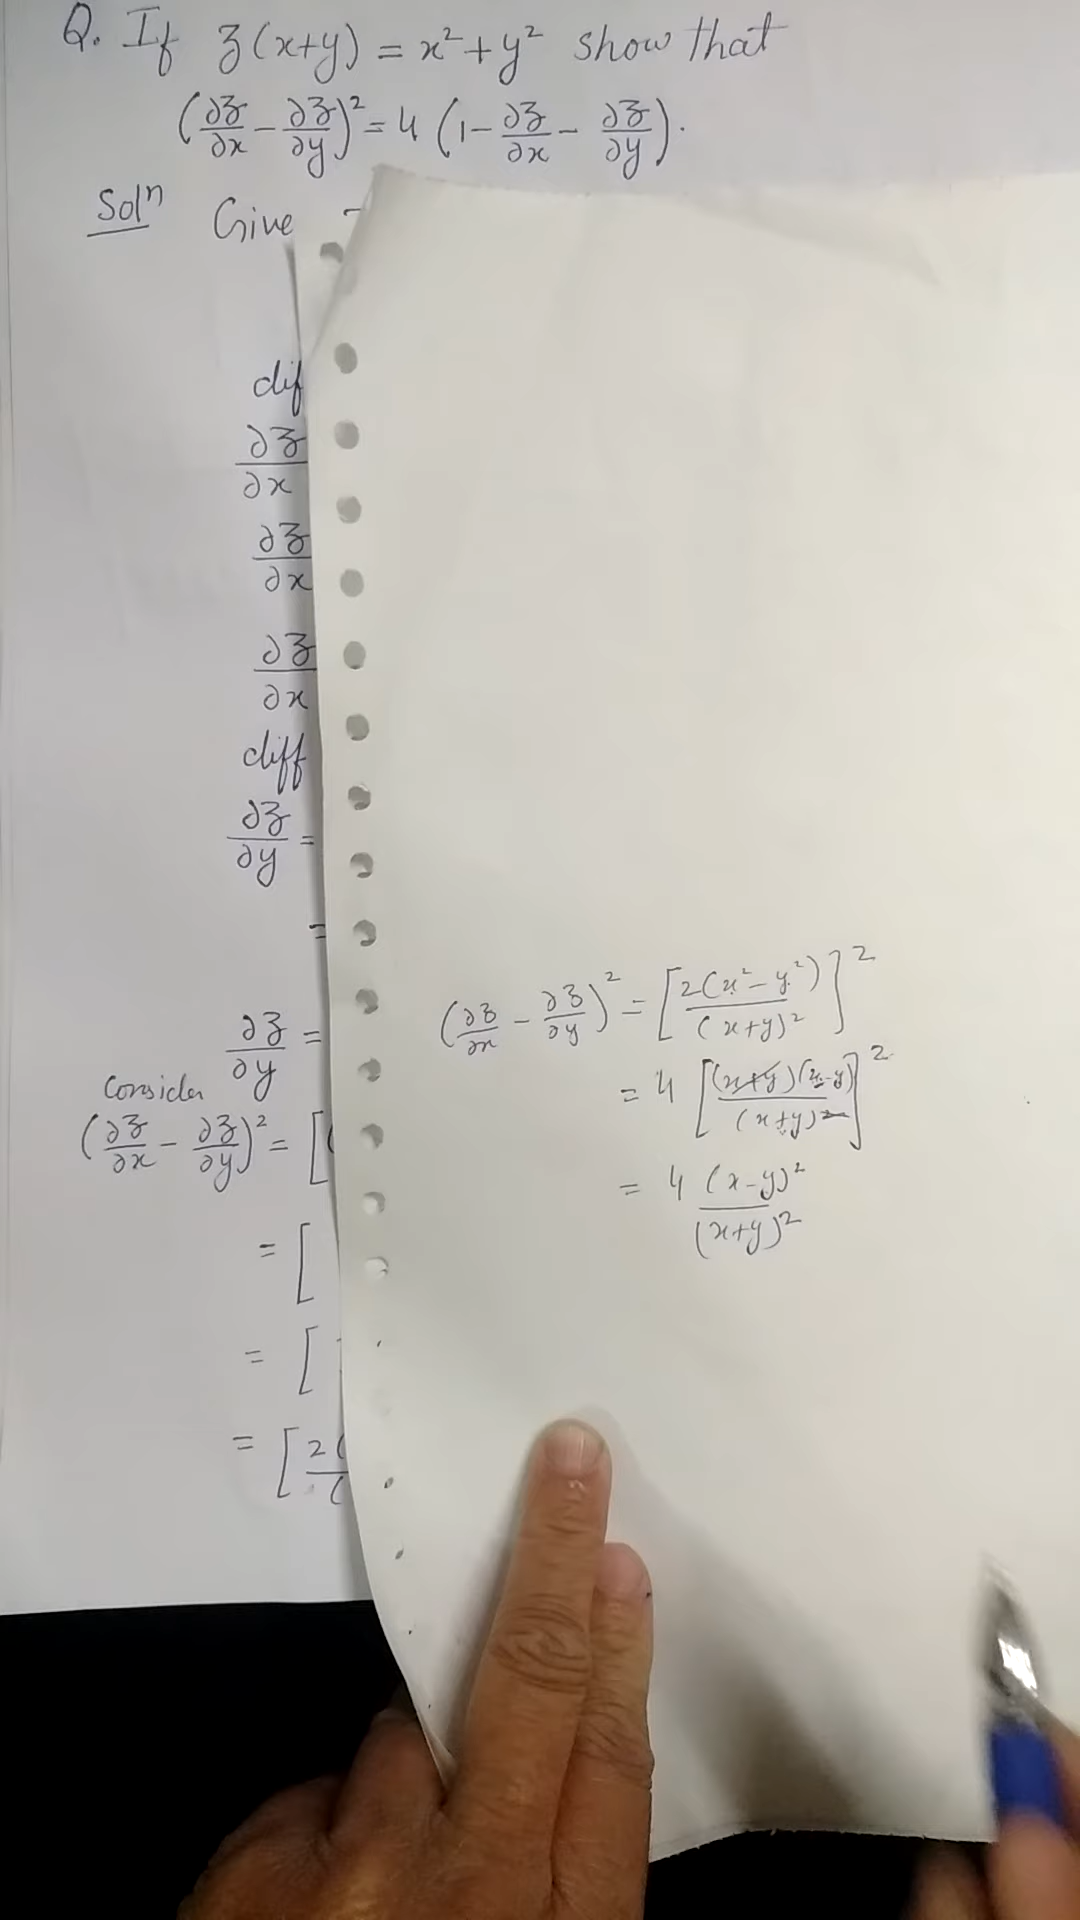 Q. If z(x+y) = x² + y² show that
(∂z/∂x - ∂z/∂y)² = 4 (1 - ∂z/∂x - ∂z/∂y).
Solⁿ Give
dif
∂z/∂x
∂z/∂x
∂z/∂x
diff
∂z/∂y =
=
∂z/∂y =
Consider
(∂z/∂x - ∂z/∂y)² = [
= [
= [
= [2(
(∂z/∂x - ∂z/∂y)² = [2(x² - y²)/(x+y)²]²
= 4 [(x+y)(x-y)/(x+y)²]²
= 4 (x-y)²/(x+y)²